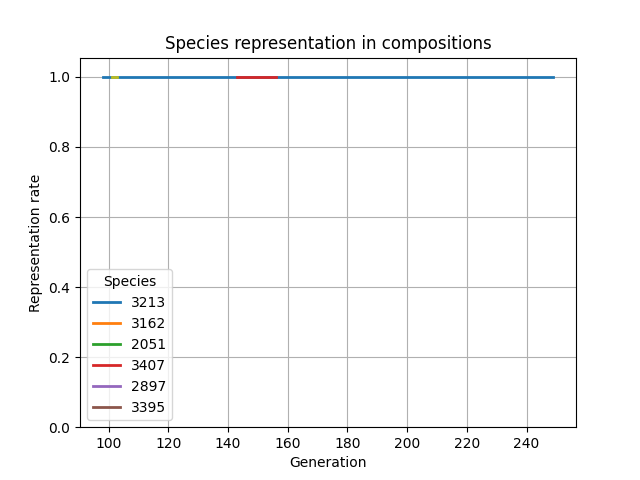 Species representation in compositions
1.0
0.8
0.6
0.4
0.2
0.0
Representation rate
Species
3213
3162
2051
3407
2897
3395
100 120 140 160 180 200 220 240
Generation